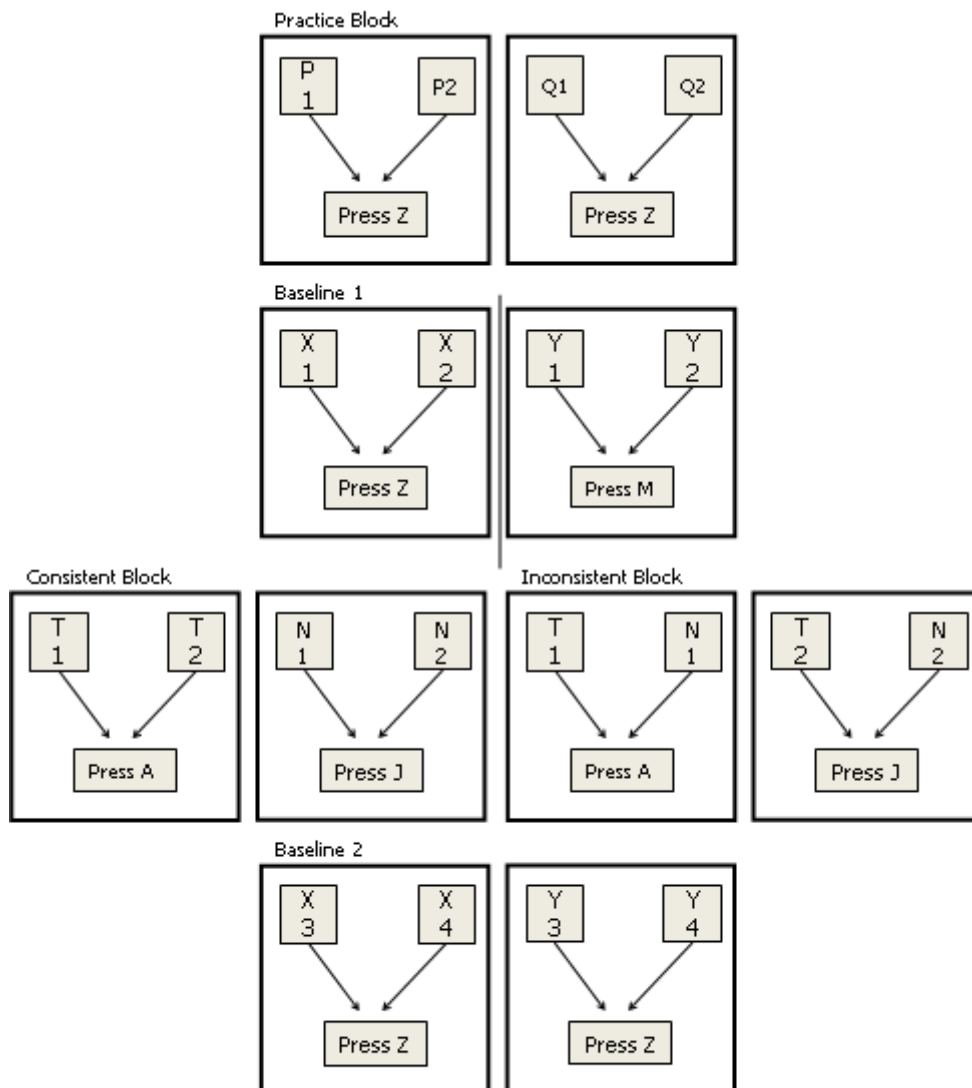 Practice Block
P
1
P2
Q1
Q2
Press Z
Press Z
Baseline 1
X
1
X
2
Y
1
Y
2
Press Z
Press M
Consistent Block
Inconsistent Block
T
1
T
2
N
1
N
2
T
1
N
1
T
2
N
2
Press A
Press J
Press A
Press J
Baseline 2
X
3
X
4
Y
3
Y
4
Press Z
Press Z